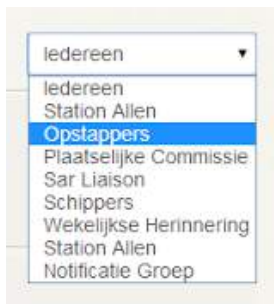 Iedereen
Iedereen
Station Allen
Opstappers
Plaatselijke Commissie
Sar Liaison
Schippers
Wekelijkse Herinnering
Station Allen
Notificatie Groep